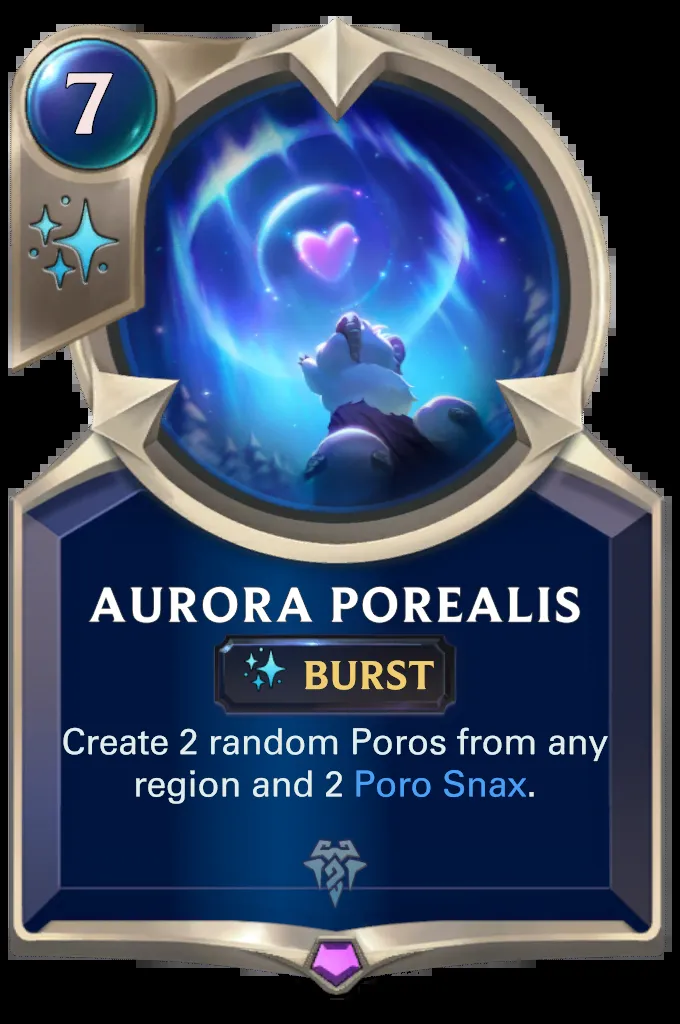 7
AURORA POREALIS
BURST
Create 2 random Poros from any
region and 2 Poro Snax.